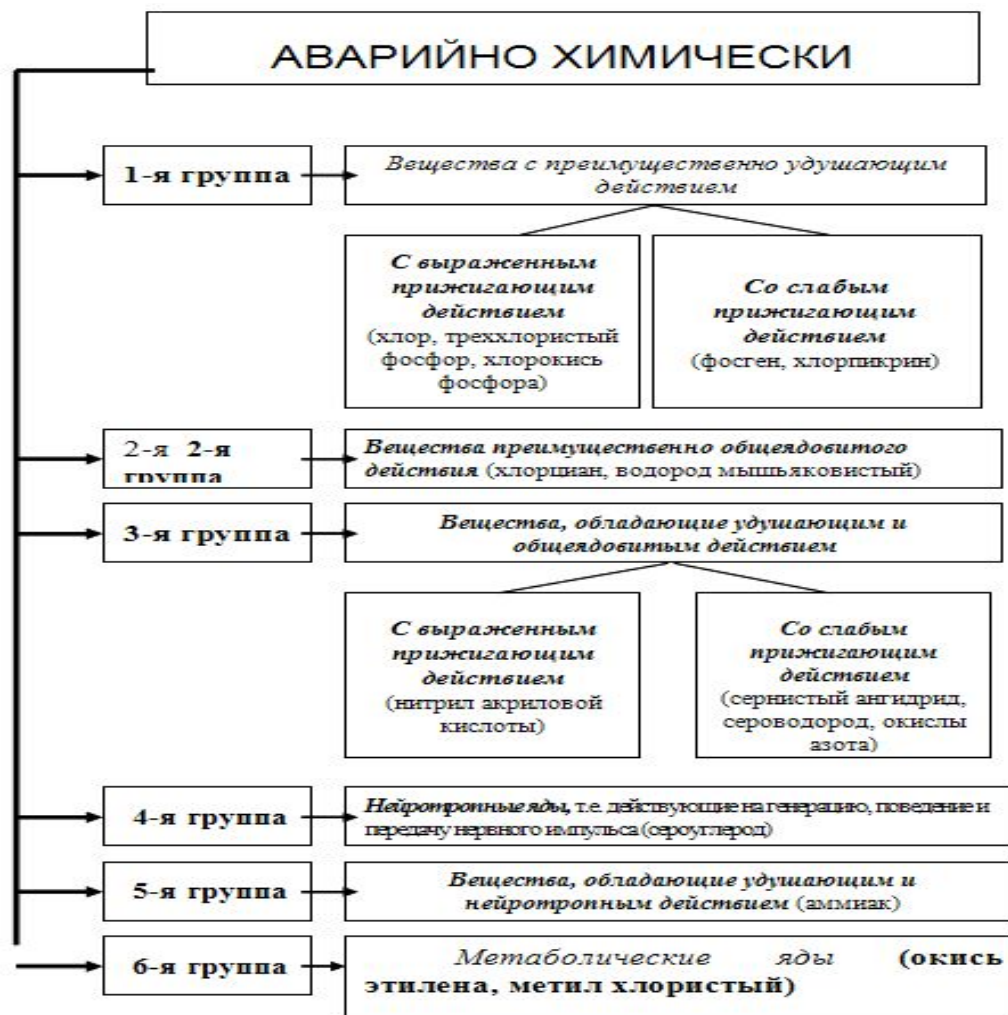 АВАРИЙНО ХИМИЧЕСКИ
1-я группа
Вещества с преимущественно удушающим
действием
С выраженным
прижигающим
действием
(хлор, треххлористый
фосфор, хлорокись
фосфора)
Со слабым
прижигающим
действием
(фосген, хлорпикрин)
2-я 2-я
группа
Вещества преимущественно общеядовитого
действия (хлорциан, водород мышьяковистый)
3-я группа
Вещества, обладающие удушающим и
общеядовитым действием
С выраженным
прижигающим
действием
(нитрил акриловой
кислоты)
Со слабым
прижигающим
действием
(сернистый ангидрид,
сероводород, окислы
азота)
4-я группа
Нейротропные яды, т.е. действующие на генерацию, поведение и
передачу нервного импульса (сероуглерод)
5-я группа
Вещества, обладающие удушающим и
нейротропным действием (аммиак)
6-я группа
Метаболические яды (окись
этилена, метил хлористый)